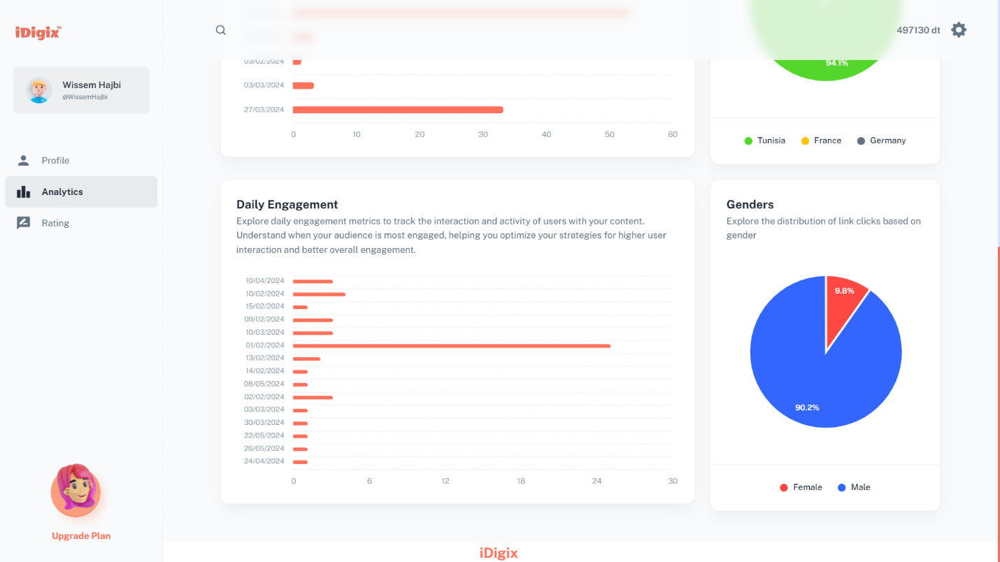 iDigix™
Wissem Hajbi
@WissemHajbi
Profile
Analytics
Rating
Upgrade Plan
497130 dt
03/02/2024
03/03/2024
27/03/2024
0 10 20 30 40 50 60
94.1%
Tunisia France Germany
Daily Engagement
Explore daily engagement metrics to track the interaction and activity of users with your content.
Understand when your audience is most engaged, helping you optimize your strategies for higher user
interaction and better overall engagement.
10/04/2024
10/02/2024
15/02/2024
09/02/2024
10/03/2024
01/02/2024
13/02/2024
14/02/2024
08/05/2024
02/02/2024
03/03/2024
30/03/2024
22/05/2024
26/05/2024
24/04/2024
0 6 12 18 24 30
Genders
Explore the distribution of link clicks based on
gender
9.8%
90.2%
Female Male
iDigix